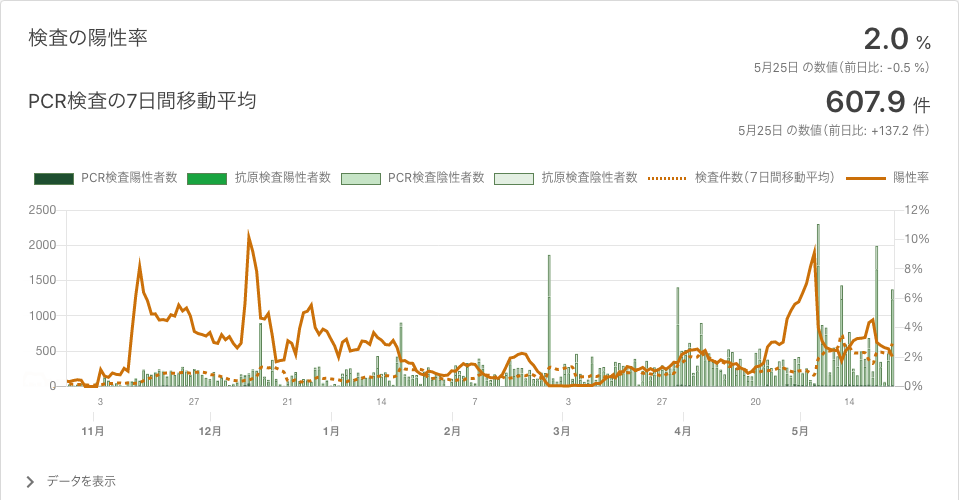 検査の陽性率
2.0 %
5月25日 の数値（前日比: -0.5 %）
PCR検査の7日間移動平均
607.9 件
5月25日 の数値（前日比: +137.2 件）
PCR検査陽性者数 抗原検査陽性者数 PCR検査陰性者数 抗原検査陰性者数 検査件数（7日間移動平均） 陽性率
2500 12%
2000 10%
1500 8%
1000 6%
500 4%
0 2%
0%
3 27 21 14 7 3 27 20 14
11月 12月 1月 2月 3月 4月 5月
データを表示